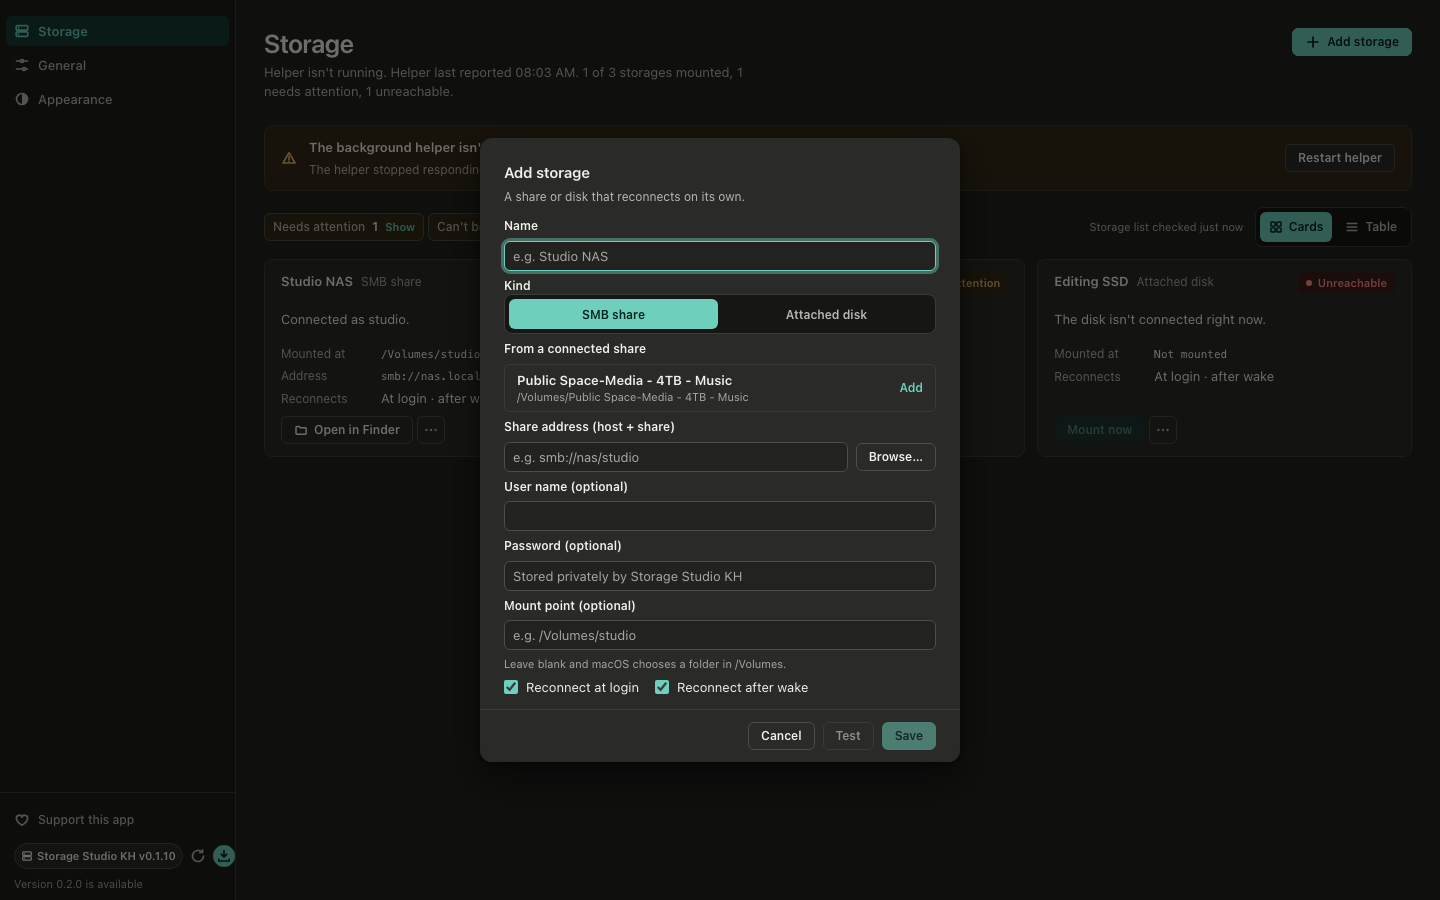 Storage
General
Appearance
Support this app
Storage Studio KH v0.1.10
Version 0.2.0 is available
Storage
Helper isn't running. Helper last reported 08:03 AM. 1 of 3 storages mounted, 1
needs attention, 1 unreachable.
Add storage
The background helper isn'
The helper stopped respondin
Restart helper
Needs attention 1 Show
Can't b
Storage list checked just now
Cards
Table
Studio NAS SMB share
Connected as studio.
Mounted at /Volumes/studio
Address smb://nas.local
Reconnects At login · after w
Open in Finder
Editing SSD Attached disk
Unreachable
The disk isn't connected right now.
Mounted at Not mounted
Reconnects At login · after wake
Mount now
Add storage
A share or disk that reconnects on its own.
Name
e.g. Studio NAS
Kind
SMB share
Attached disk
From a connected share
Public Space-Media - 4TB - Music
/Volumes/Public Space-Media - 4TB - Music
Add
Share address (host + share)
e.g. smb://nas/studio
Browse...
User name (optional)
Password (optional)
Stored privately by Storage Studio KH
Mount point (optional)
e.g. /Volumes/studio
Leave blank and macOS chooses a folder in /Volumes.
Reconnect at login
Reconnect after wake
Cancel
Test
Save